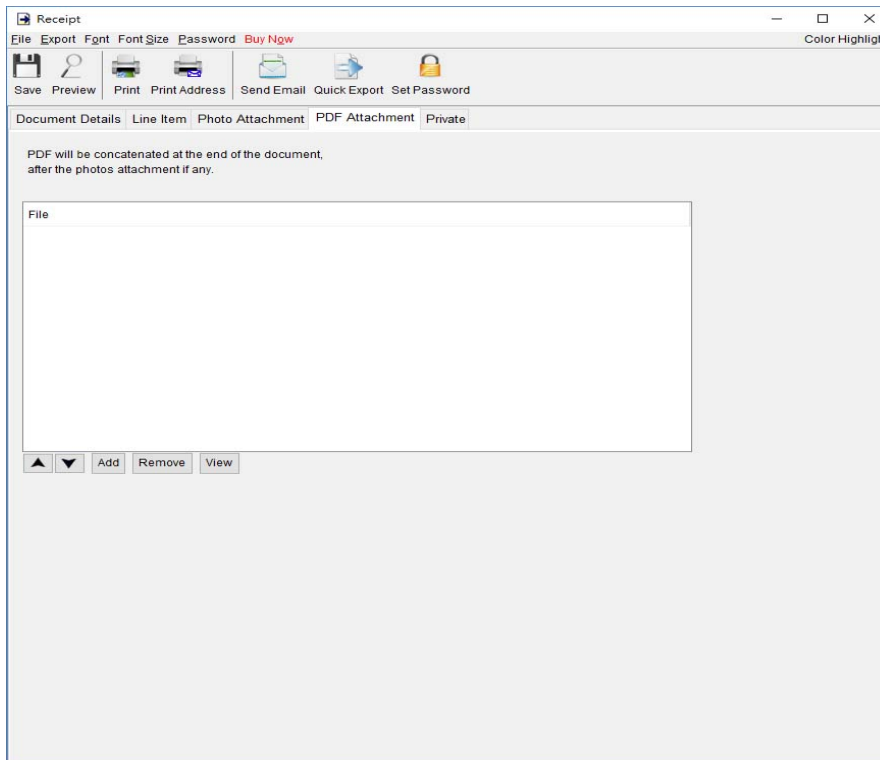 Receipt
File Export Font Font Size Password Buy Now Color Highligh
Save Preview Print Print Address Send Email Quick Export Set Password
Document Details Line Item Photo Attachment PDF Attachment Private
PDF will be concatenated at the end of the document,
after the photos attachment if any.
File
Add Remove View